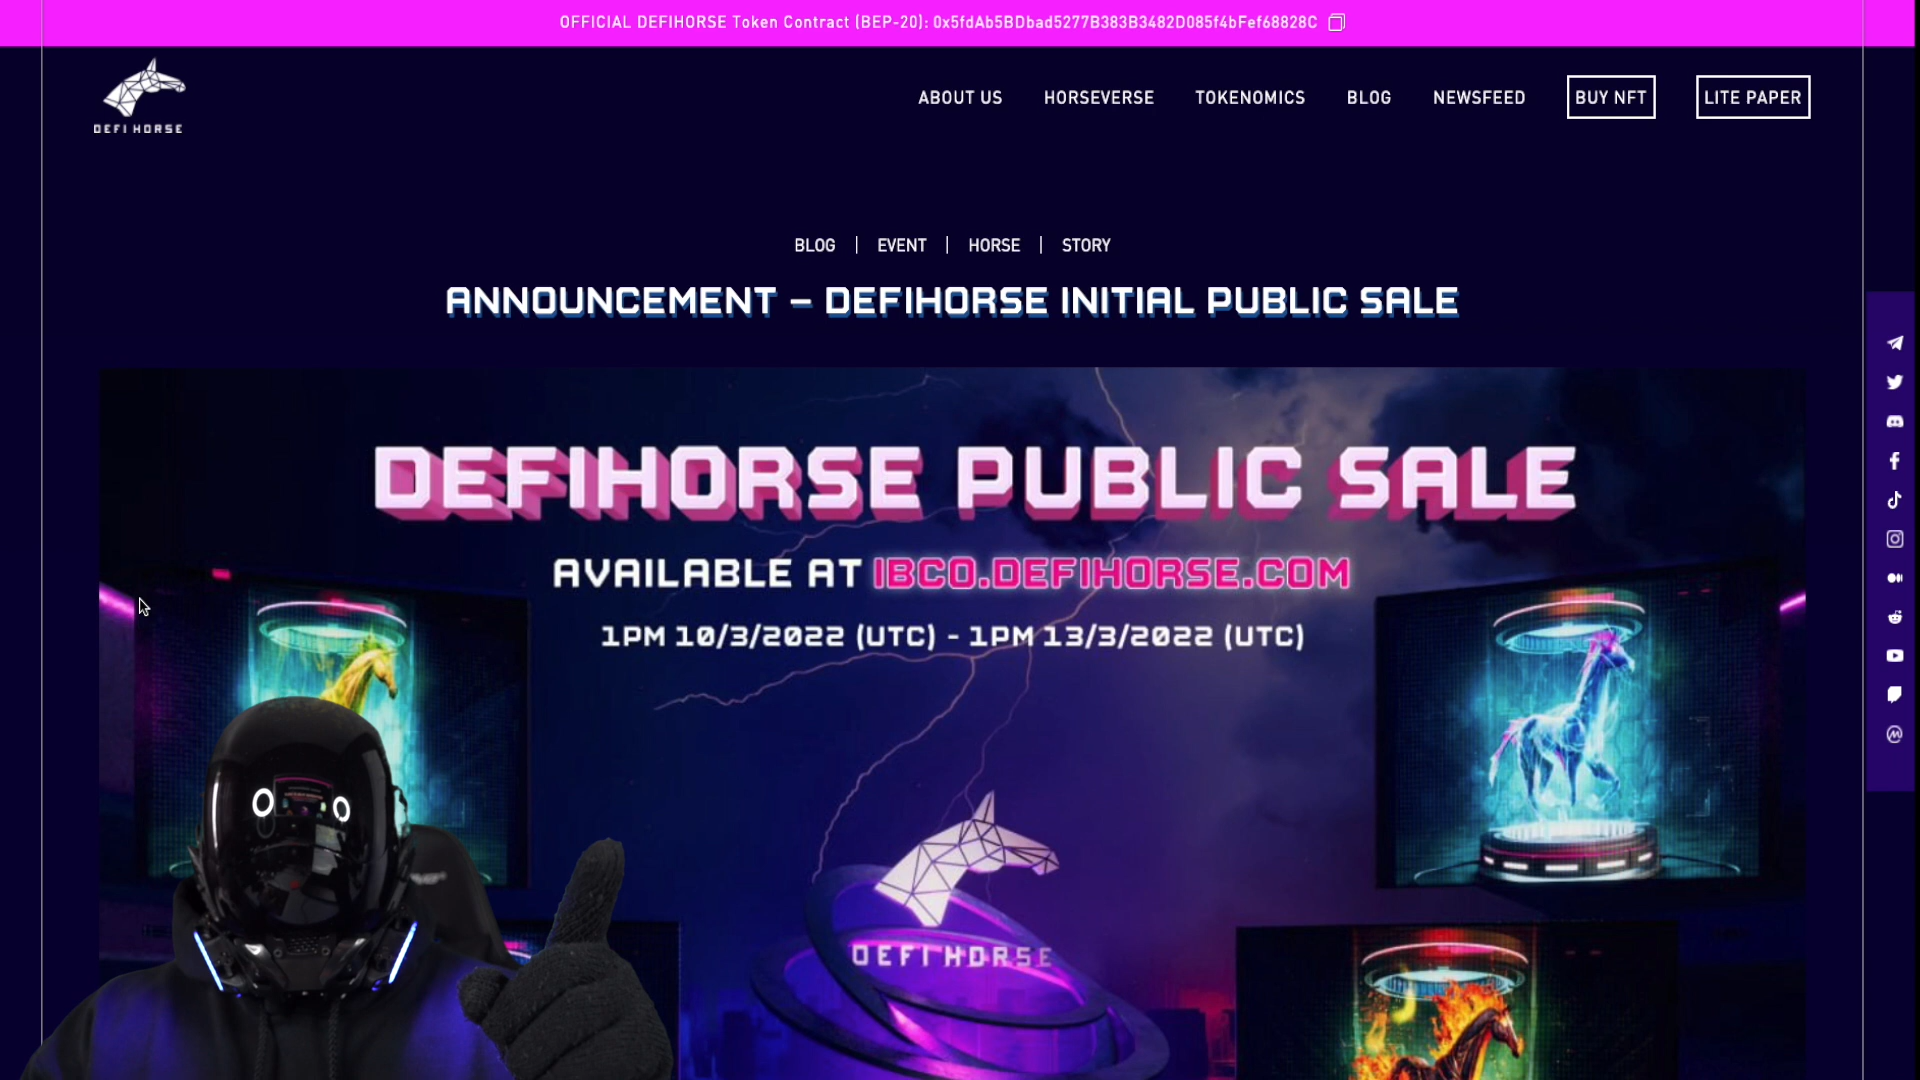 OFFICIAL DEFIHORSE Token Contract (BEP-20): 0x5fdAb5BDbad5277B383B3482D085f4bFef68828C
DEFI HORSE
ABOUT US
HORSEVERSE
TOKENOMICS
BLOG
NEWSFEED
BUY NFT
LITE PAPER
BLOG | EVENT | HORSE | STORY
ANNOUNCEMENT – DEFIHORSE INITIAL PUBLIC SALE
DEFIHORSE PUBLIC SALE
AVAILABLE AT IBCO.DEFIHORSE.COM
1PM 10/3/2022 (UTC) - 1PM 13/3/2022 (UTC)
DEFI HORSE